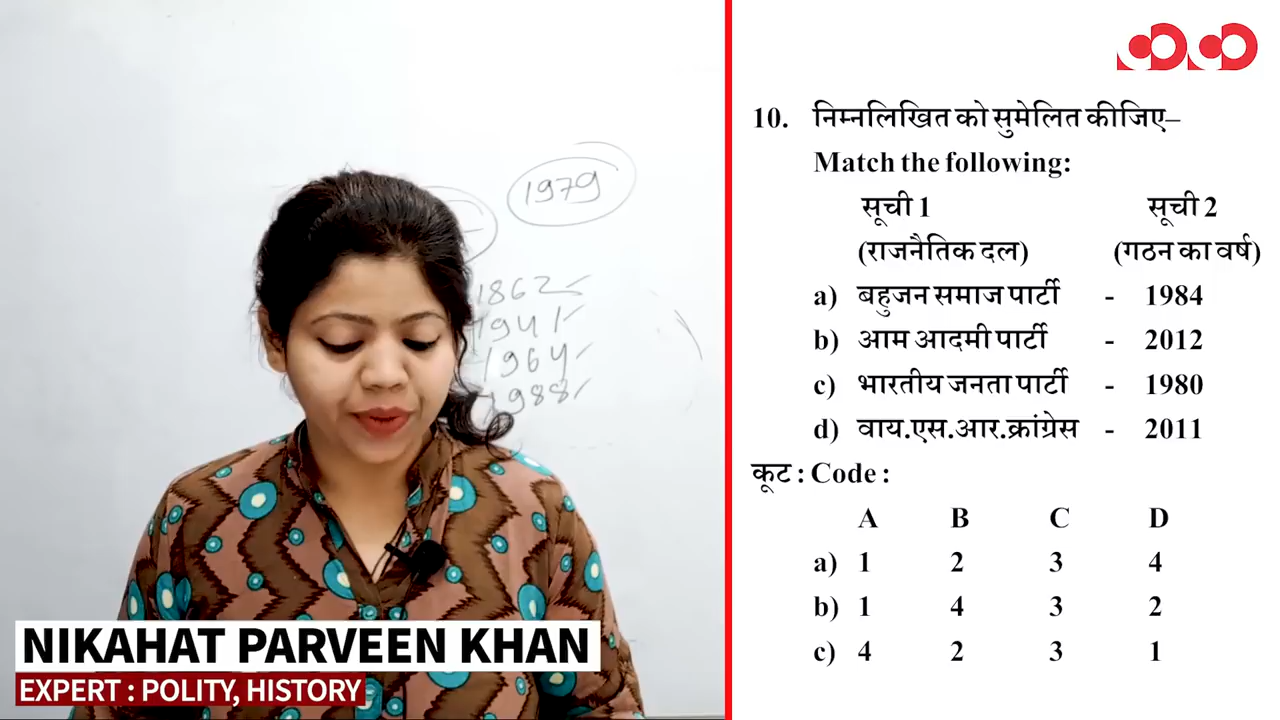 1979
1862
1941
1964
1988
NIKAHAT PARVEEN KHAN
EXPERT : POLITY, HISTORY
10. निम्नलिखित को सुमेलित कीजिए–
Match the following:
सूची 1 सूची 2
(राजनैतिक दल) (गठन का वर्ष)
a) बहुजन समाज पार्टी - 1984
b) आम आदमी पार्टी - 2012
c) भारतीय जनता पार्टी - 1980
d) वाय.एस.आर.क्रांग्रेस - 2011
कूट : Code :
A B C D
a) 1 2 3 4
b) 1 4 3 2
c) 4 2 3 1